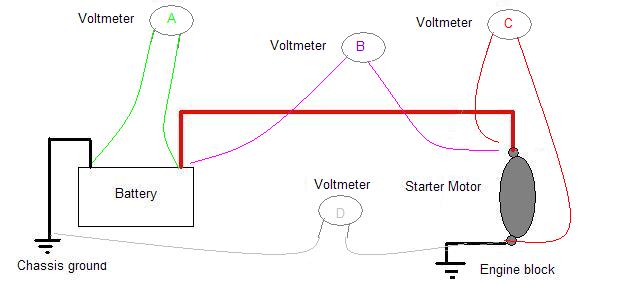 Voltmeter A
Voltmeter B
Voltmeter C
Battery
Voltmeter
D
Starter Motor
Chassis ground
Engine block